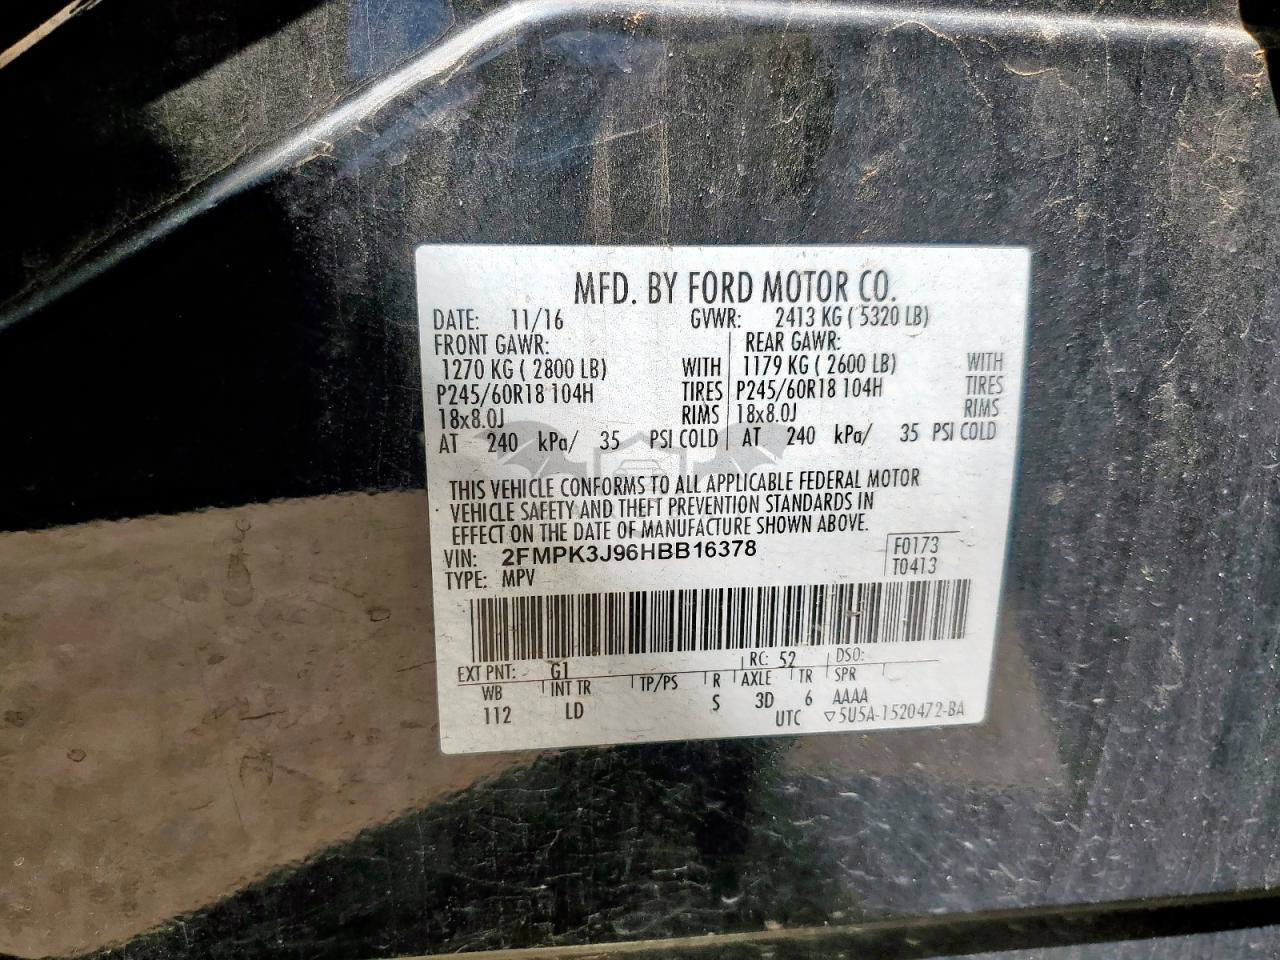 MFD. BY FORD MOTOR CO.
DATE: 11/16 GVWR: 2413 KG ( 5320 LB)
FRONT GAWR: REAR GAWR:
1270 KG ( 2800 LB) WITH 1179 KG ( 2600 LB) WITH
P245/60R18 104H TIRES P245/60R18 104H TIRES
18x8.0J RIMS 18x8.0J RIMS
AT 240 kPa/ 35 PSI COLD AT 240 kPa/ 35 PSI COLD
THIS VEHICLE CONFORMS TO ALL APPLICABLE FEDERAL MOTOR
VEHICLE SAFETY AND THEFT PREVENTION STANDARDS IN
EFFECT ON THE DATE OF MANUFACTURE SHOWN ABOVE.
VIN: 2FMPK3J96HBB16378 F0173
TYPE: MPV T0413
EXT PNT: G1 RC: 52 DSO:
WB INT TR TP/PS R AXLE TR SPR
112 LD S 3D 6 AAAA
UTC ▽5U5A-1520472-BA